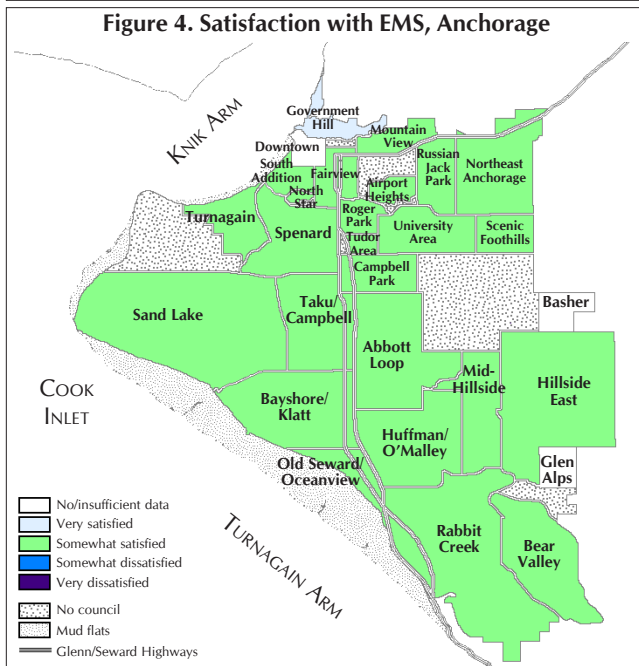 Figure 4. Satisfaction with EMS, Anchorage
KNIK ARM
Government
Hill
Mountain
View
Downtown
Russian
Jack
Park
Northeast
Anchorage
South
Addition
Fairview
North
Star
Airport
Heights
Turnagain
Roger
Park
Spenard
University
Area
Scenic
Foothills
Tudor
Area
Campbell
Park
Basher
Sand Lake
Taku/
Campbell
Abbott
Loop
Mid-
Hillside
Hillside
East
COOK
INLET
Bayshore/
Klatt
Huffman/
O'Malley
Glen
Alps
Old Seward/
Oceanview
Rabbit
Creek
Bear
Valley
TURNAGAIN ARM
No/insufficient data
Very satisfied
Somewhat satisfied
Somewhat dissatisfied
Very dissatisfied
No council
Mud flats
Glenn/Seward Highways